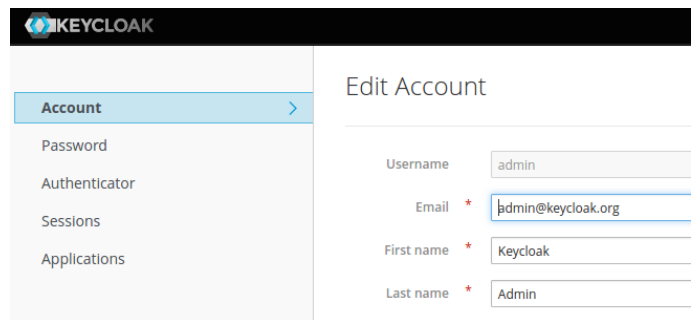 KEYCLOAK
Account
Password
Authenticator
Sessions
Applications
Edit Account
Username admin
Email * admin@keycloak.org
First name * Keycloak
Last name * Admin